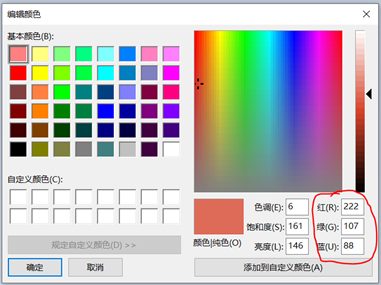 编辑颜色
基本颜色(B):
自定义颜色(C):
规定自定义颜色(D) >>
确定
取消
颜色|纯色(O)
色调(E): 6
饱和度(S): 161
亮度(L): 146
红(R): 222
绿(G): 107
蓝(U): 88
添加到自定义颜色(A)